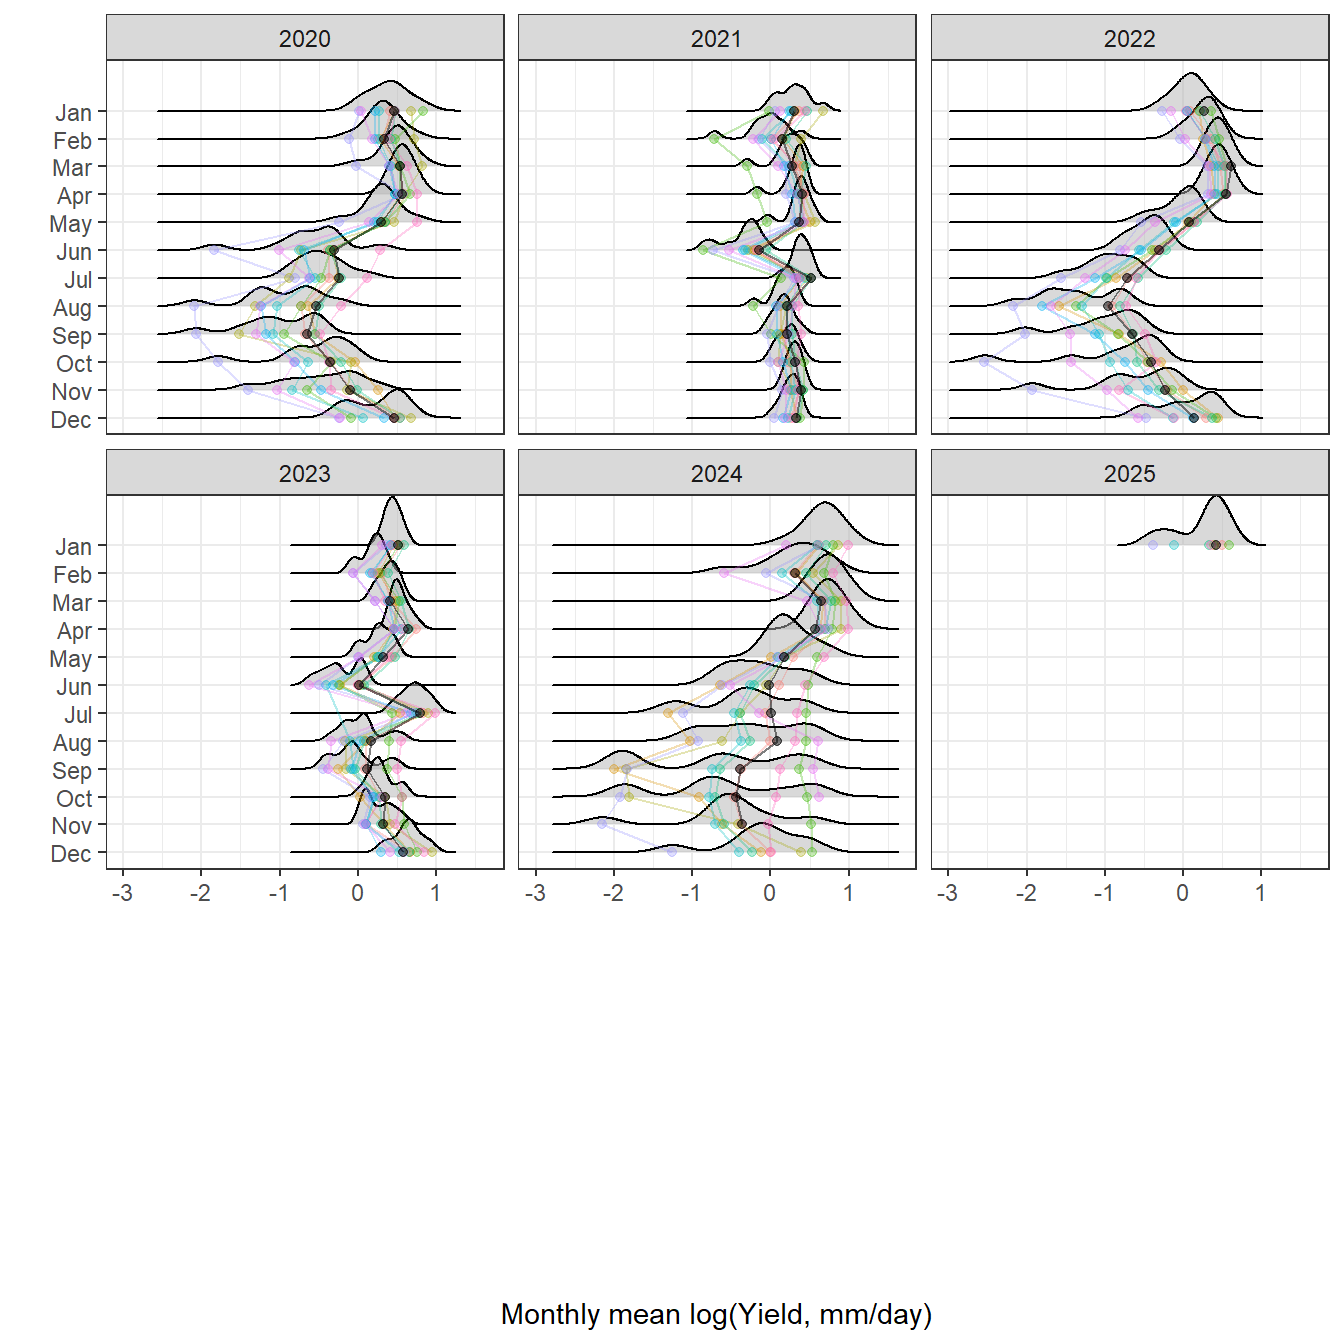 2020 2021 2022
Jan
Feb
Mar
Apr
May
Jun
Jul
Aug
Sep
Oct
Nov
Dec
2023 2024 2025
Jan
Feb
Mar
Apr
May
Jun
Jul
Aug
Sep
Oct
Nov
Dec
-3 -2 -1 0 1 -3 -2 -1 0 1 -3 -2 -1 0 1
Monthly mean log(Yield, mm/day)